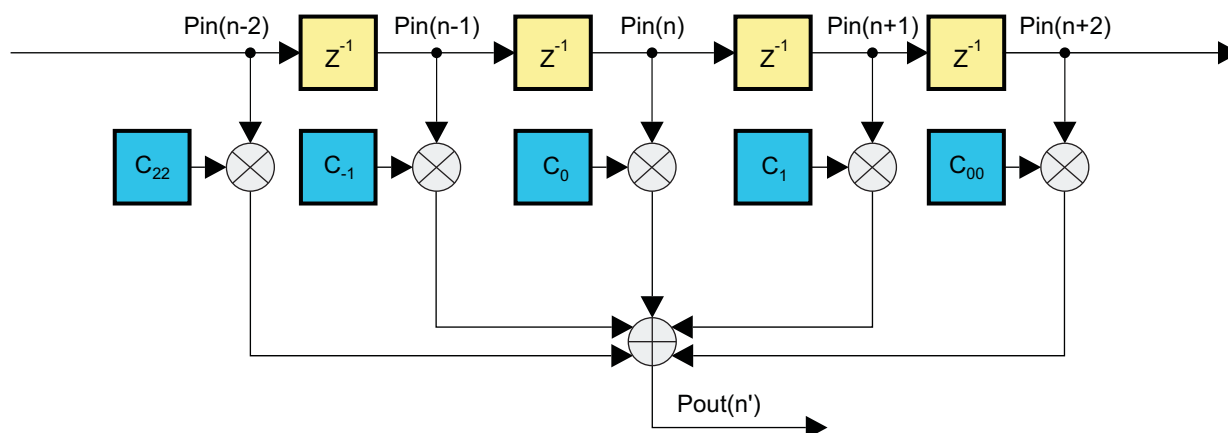 Pin(n-2) Pin(n-1) Pin(n) Pin(n+1) Pin(n+2)
Z-1 Z-1 Z-1 Z-1
C22 C-1 C0 C1 C00
Pout(n')